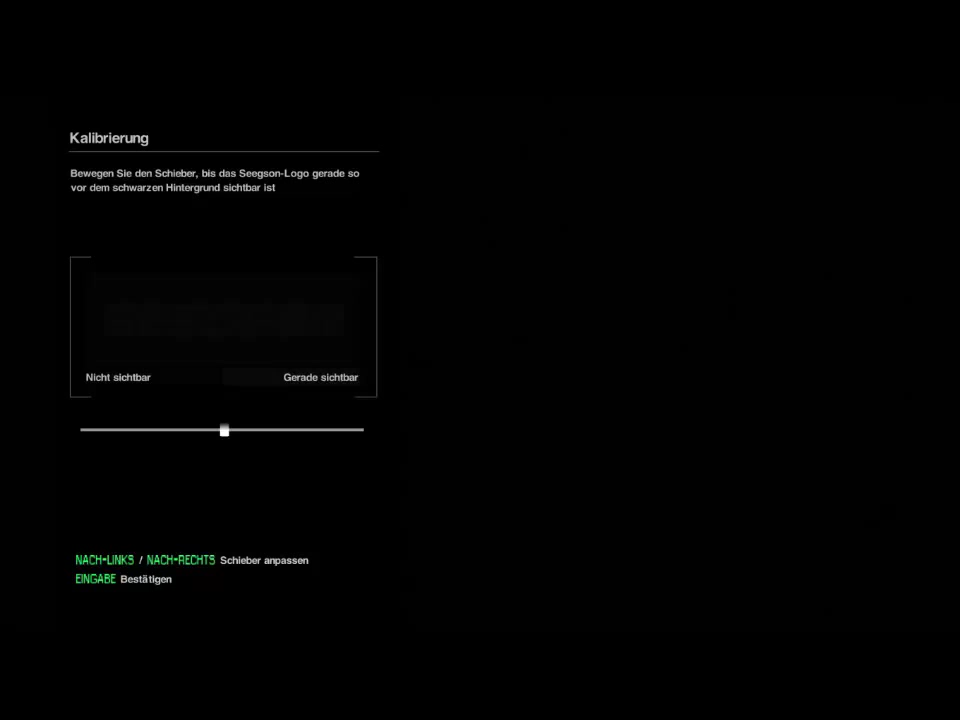 Kalibrierung
Bewegen Sie den Schieber, bis das Seegson-Logo gerade so
vor dem schwarzen Hintergrund sichtbar ist
Nicht sichtbar Gerade sichtbar
NACH-LINKS / NACH-RECHTS Schieber anpassen
EINGABE Bestätigen